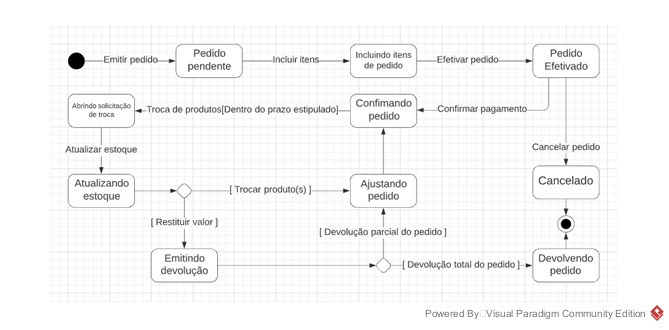 Emitir pedido
Pedido
pendente
Incluir itens
Incluindo itens
de pedido
Efetivar pedido
Pedido
Efetivado
Abrindo solicitação
de troca
Troca de produtos[Dentro do prazo estipulado]
Confimando
pedido
Confirmar pagamento
Atualizar estoque
Cancelar pedido
Atualizando
estoque
[ Trocar produto(s) ]
Ajustando
pedido
Cancelado
[ Restituir valor ]
[ Devolução parcial do pedido ]
Emitindo
devolução
[ Devolução total do pedido ]
Devolvendo
pedido
Powered By Visual Paradigm Community Edition